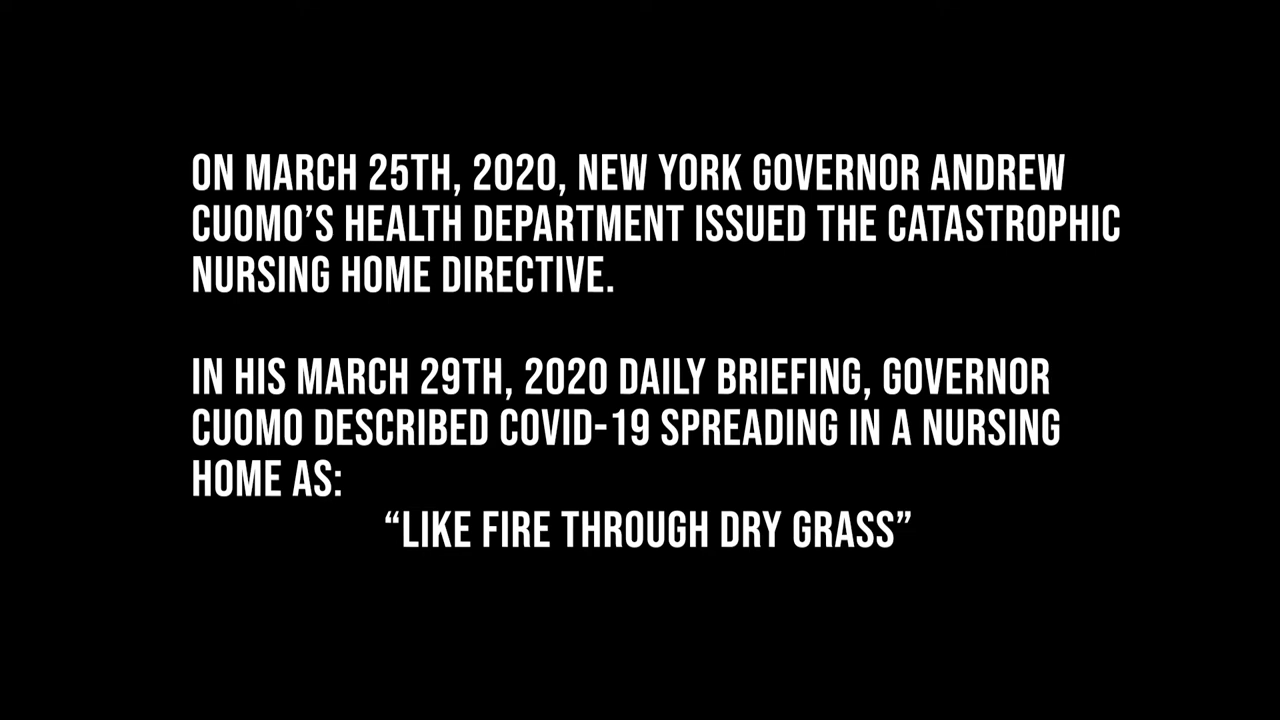 ON MARCH 25TH, 2020, NEW YORK GOVERNOR ANDREW
CUOMO’S HEALTH DEPARTMENT ISSUED THE CATASTROPHIC
NURSING HOME DIRECTIVE.
IN HIS MARCH 29TH, 2020 DAILY BRIEFING, GOVERNOR
CUOMO DESCRIBED COVID-19 SPREADING IN A NURSING
HOME AS:
“LIKE FIRE THROUGH DRY GRASS”